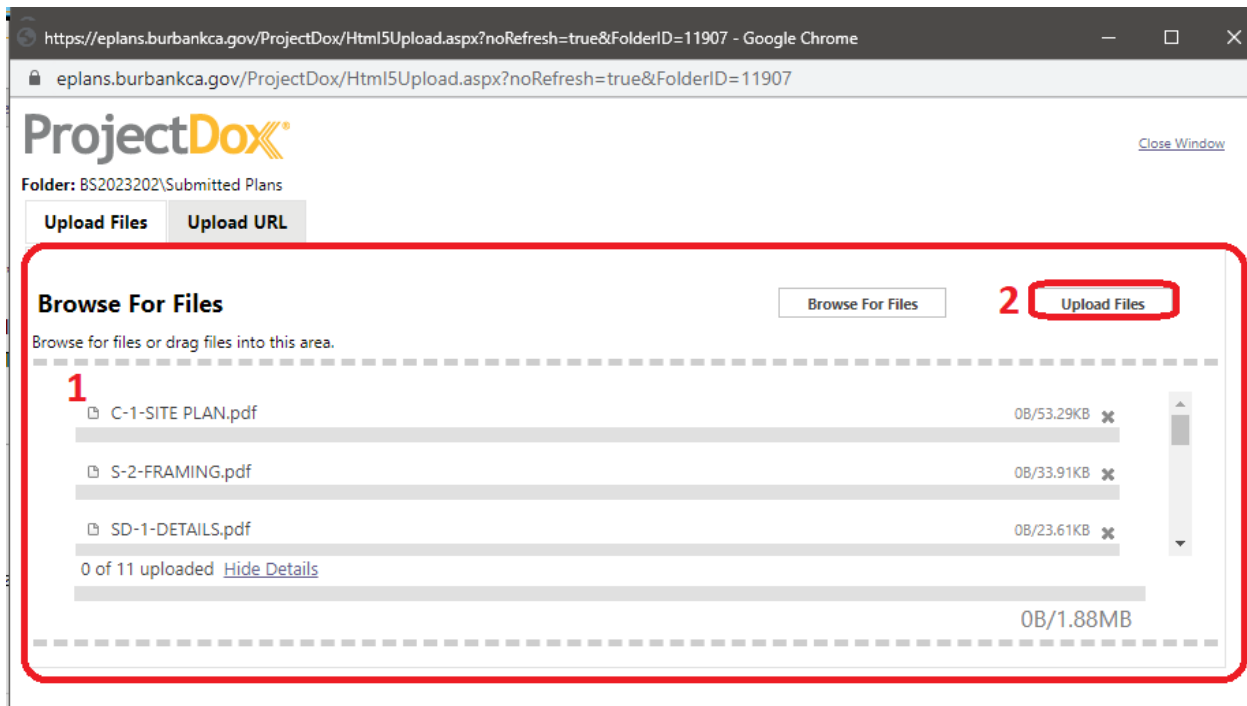 https://eplans.burbankca.gov/ProjectDox/Html5Upload.aspx?noRefresh=true&FolderID=11907 - Google Chrome
eplans.burbankca.gov/ProjectDox/Html5Upload.aspx?noRefresh=true&FolderID=11907
ProjectDox®
Close Window
Folder: BS2023202\Submitted Plans
Upload Files Upload URL
Browse For Files Browse For Files 2 Upload Files
Browse for files or drag files into this area.
1
C-1-SITE PLAN.pdf 0B/53.29KB
S-2-FRAMING.pdf 0B/33.91KB
SD-1-DETAILS.pdf 0B/23.61KB
0 of 11 uploaded Hide Details
0B/1.88MB